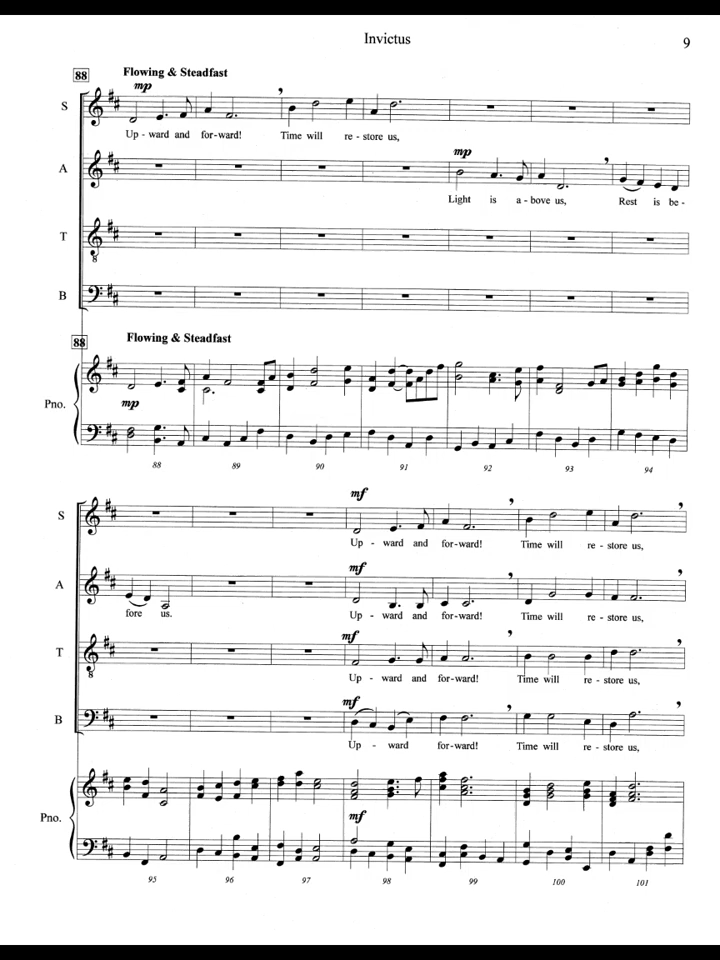 Invictus
9
88 Flowing & Steadfast
mp
S
Up - ward and for-ward! Time will re - store us,
mp
A
Light is a - bove us, Rest is be -
T
B
88 Flowing & Steadfast
Pno.
mp
88 89 90 91 92 93 94
mf
S
Up - ward and for-ward! Time will re - store us,
mf
A
fore us. Up - ward and for-ward! Time will re - store us,
mf
T
Up - ward and for-ward! Time will re - store us,
mf
B
Up - ward for-ward! Time will re - store us,
Pno.
mf
95 96 97 98 99 100 101